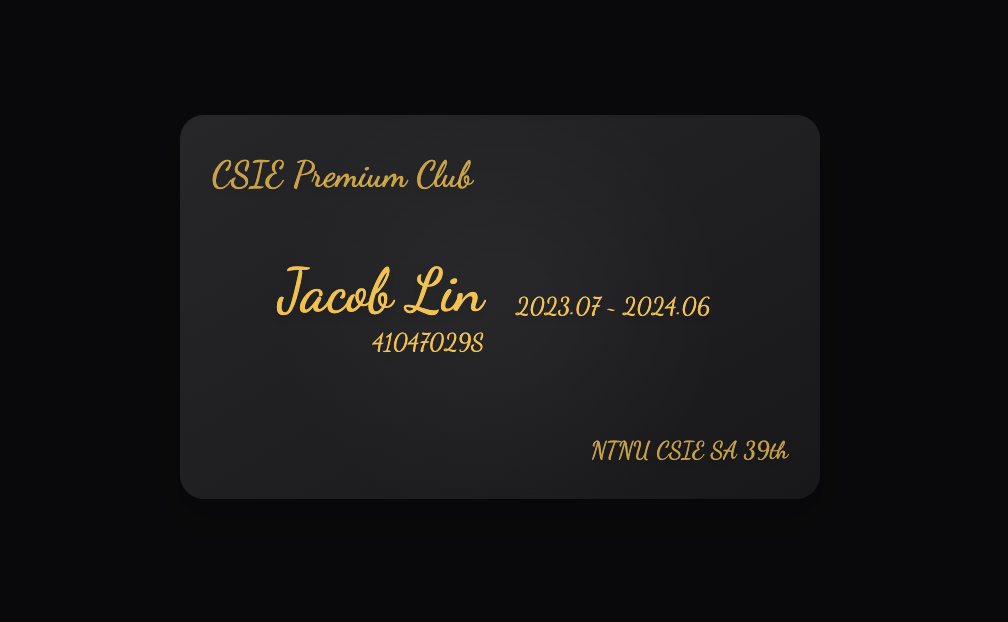 CSIE Premium Club
Jacob Lin
2023.07 ~ 2024.06
41047029S
NTNU CSIE SA 39th